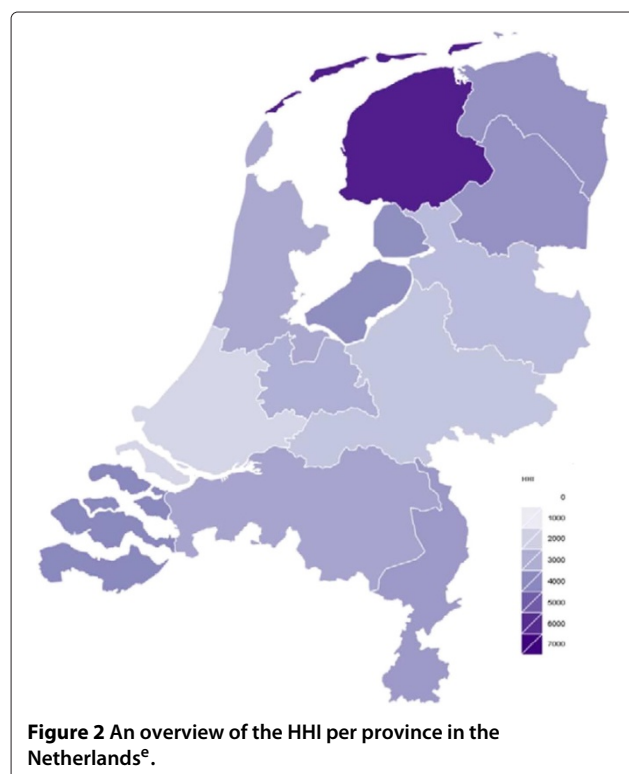 HHI
0
1000
2000
3000
4000
5000
6000
7000
Figure 2 An overview of the HHI per province in the
Netherlandsᵉ.